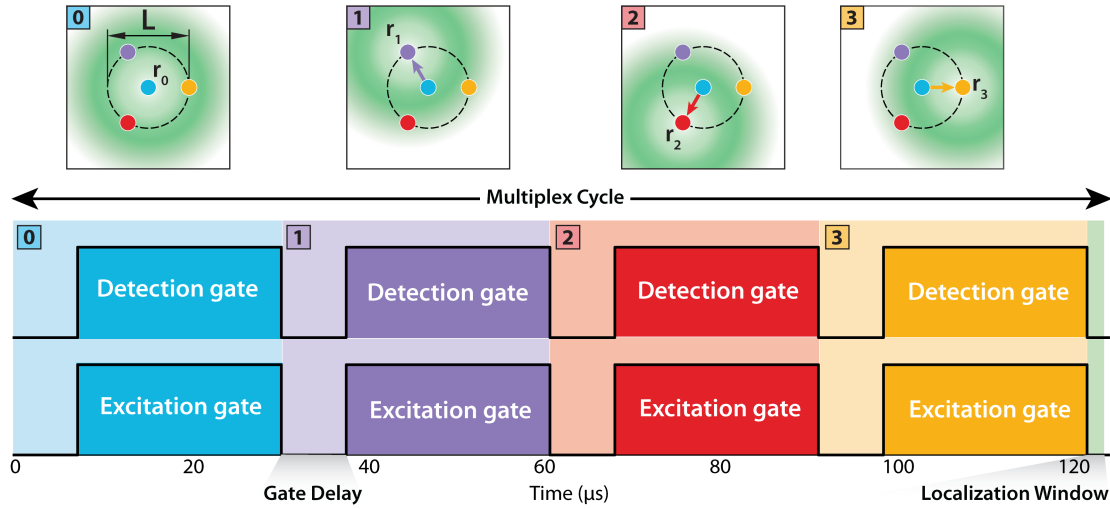 0
L
r0
1
r1
2
r2
3
r3
Multiplex Cycle
0
1
2
3
Detection gate
Detection gate
Detection gate
Detection gate
Excitation gate
Excitation gate
Excitation gate
Excitation gate
0 20 40 60 80 100 120
Gate Delay
Time (μs)
Localization Window